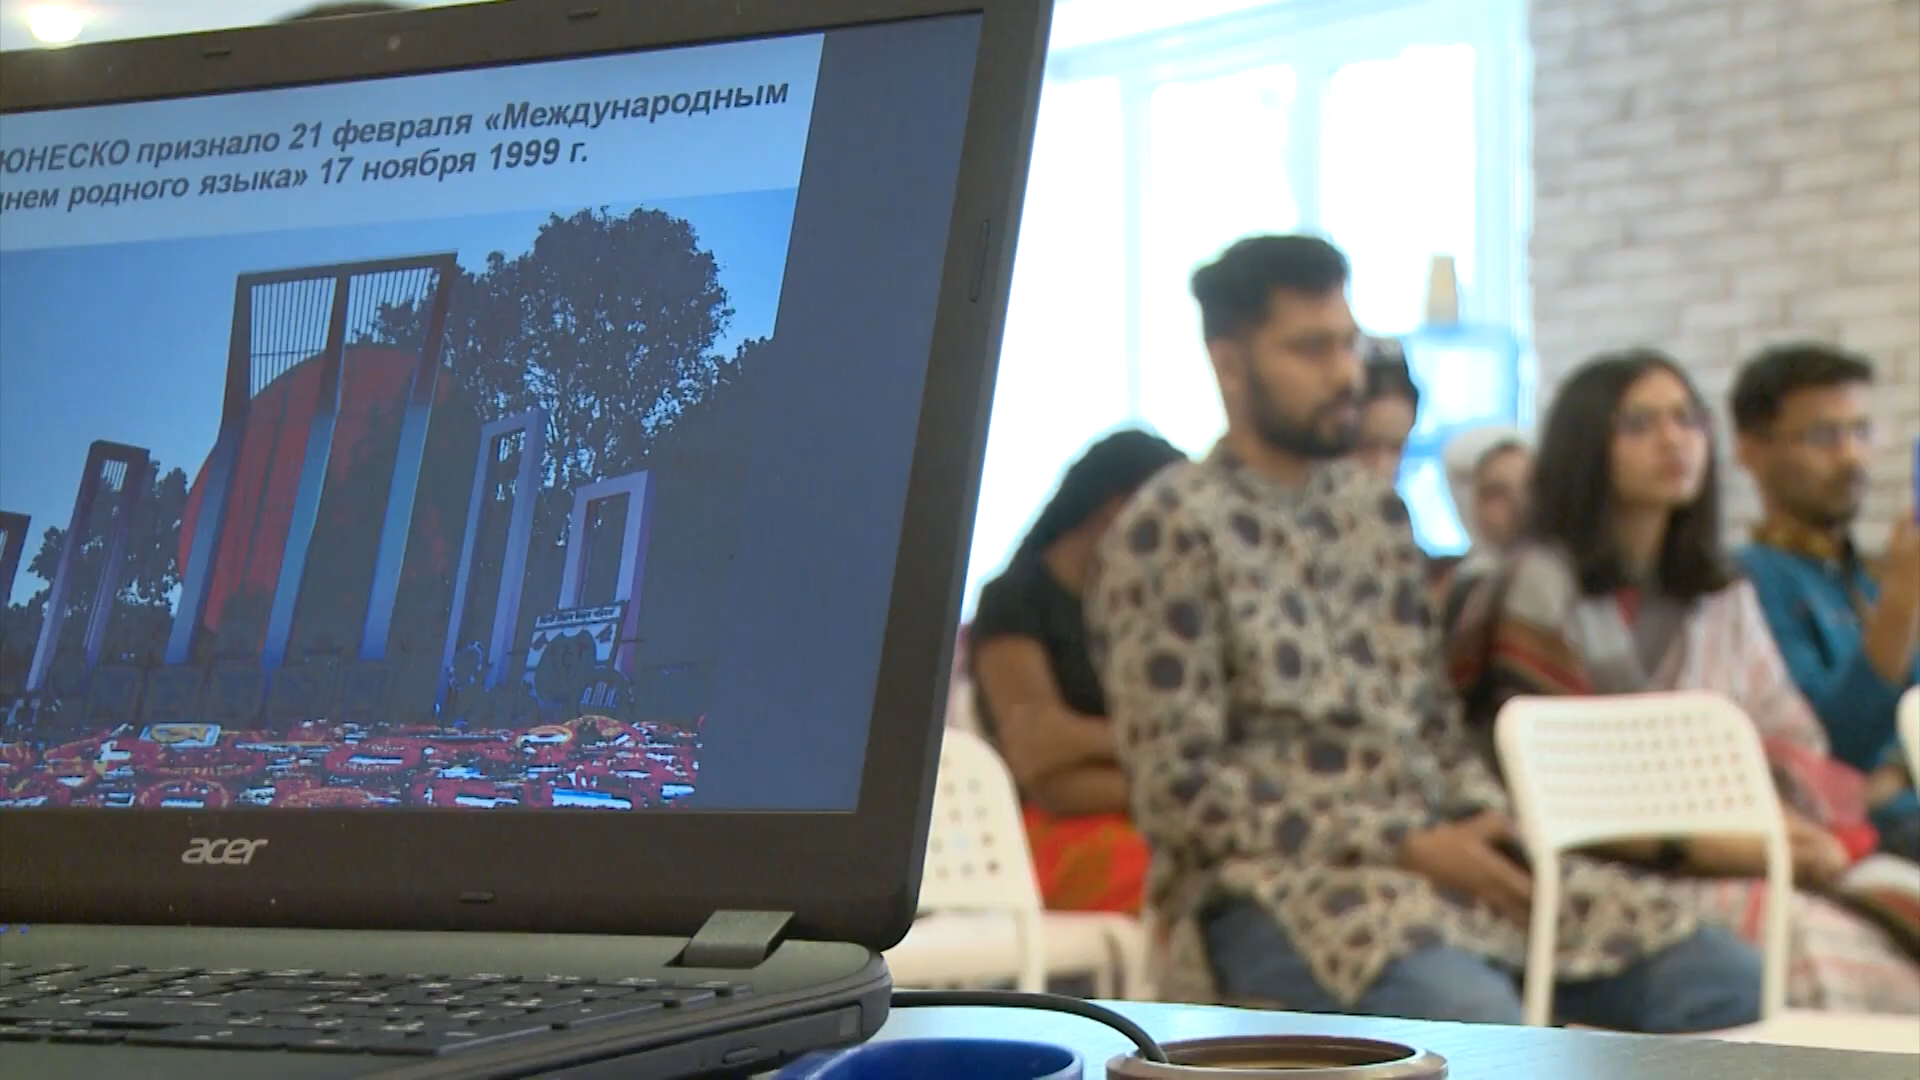 ЮНЕСКО признало 21 февраля «Международным
днем родного языка» 17 ноября 1999 г.
acer